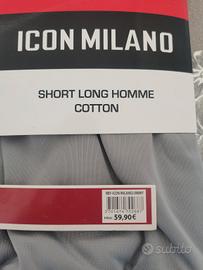 ICON MILANO
SHORT LONG HOMME
COTTON
59,90€
subito